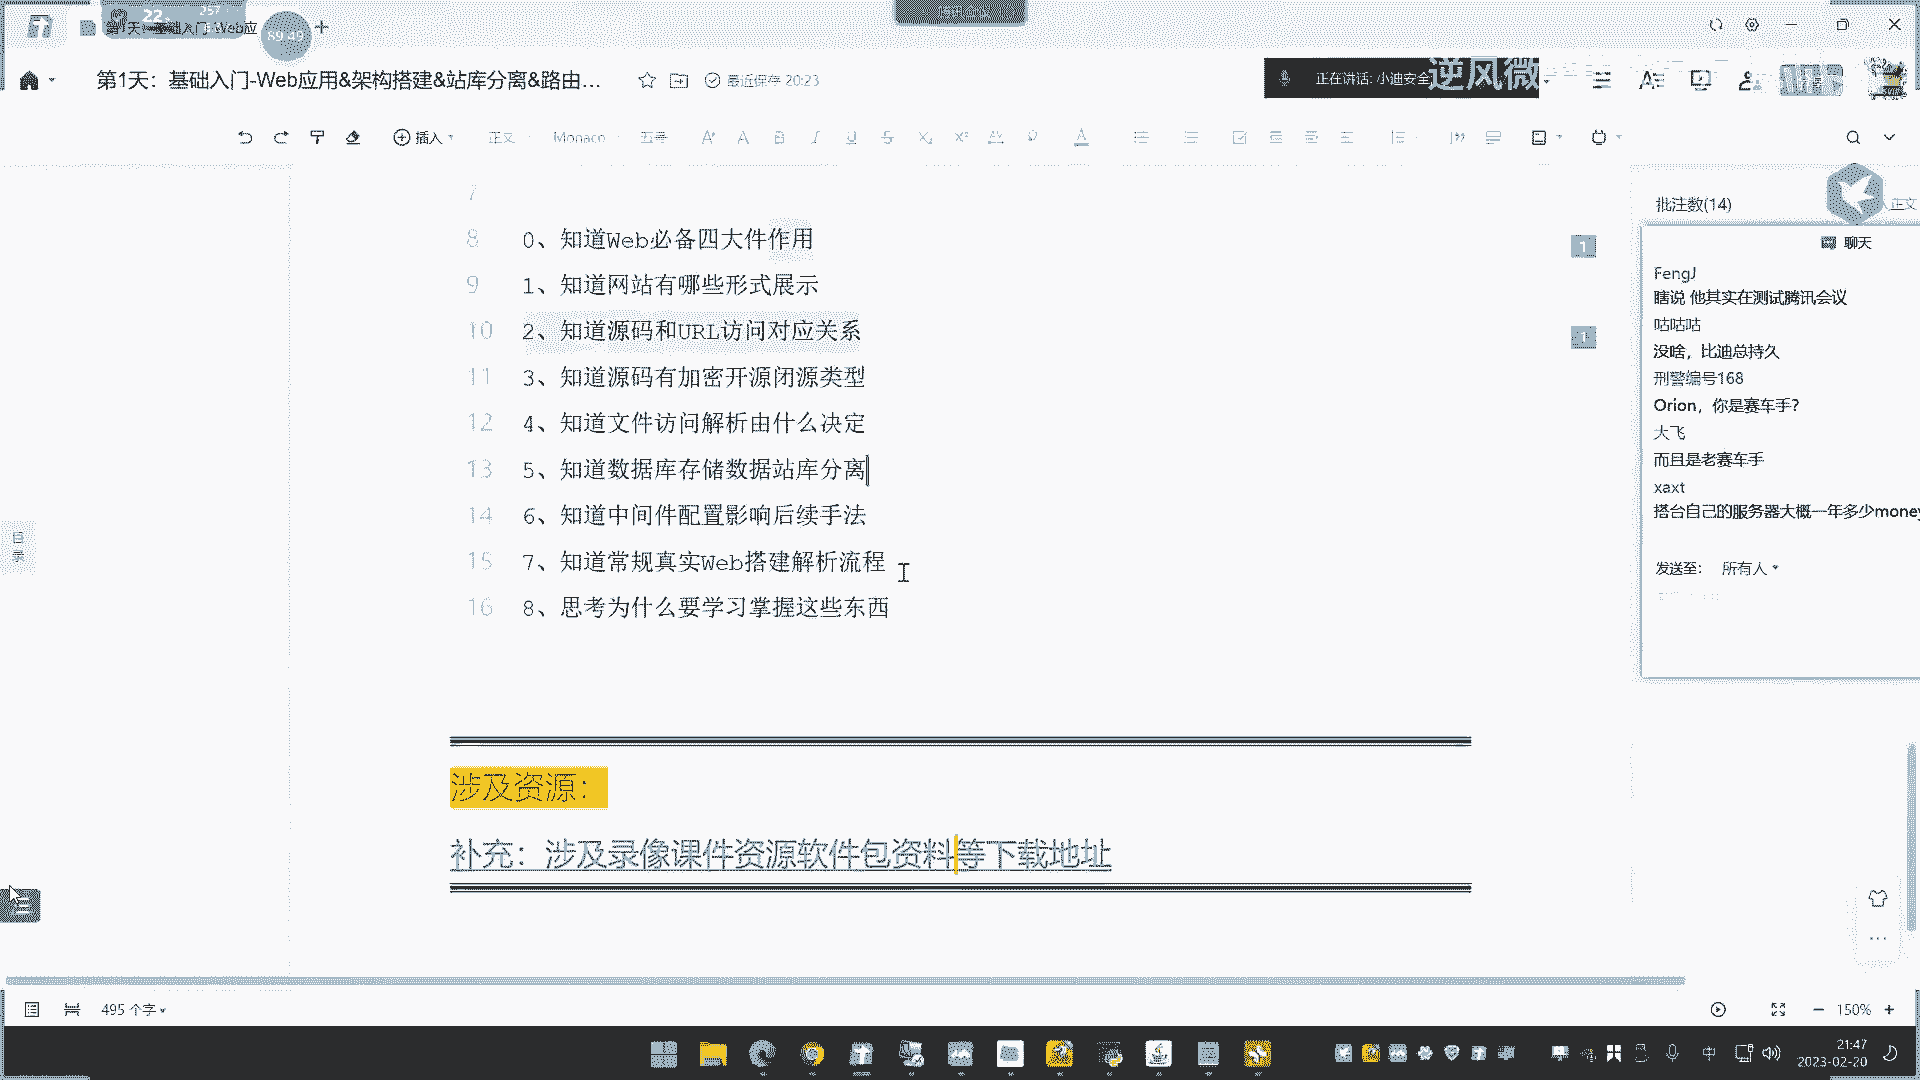 第1天：基础入门-Web应用&架构搭建&站库分离&路由...
最近保存 20:23
正在讲话: 小迪安全
逆风微
插入
正文
Monaco
五号
7
8 0、知道Web必备四大件作用
9 1、知道网站有哪些形式展示
10 2、知道源码和URL访问对应关系
11 3、知道源码有加密开源闭源类型
12 4、知道文件访问解析由什么决定
13 5、知道数据库存储数据站库分离
14 6、知道中间件配置影响后续手法
15 7、知道常规真实Web搭建解析流程
16 8、思考为什么要学习掌握这些东西
1
1
涉及资源：
补充：涉及录像课件资源软件包资料等下载地址
批注数(14)
正文
聊天
FengJ
瞎说 他其实在测试腾讯会议
咕咕咕
没啥，比迪总持久
刑警编号168
Orion，你是赛车手？
大飞
而且是老赛车手
xaxt
搭台自己的服务器大概一年多少money
发送至： 所有人
目录
495 个字
150%
中
21:47
2023-02-20